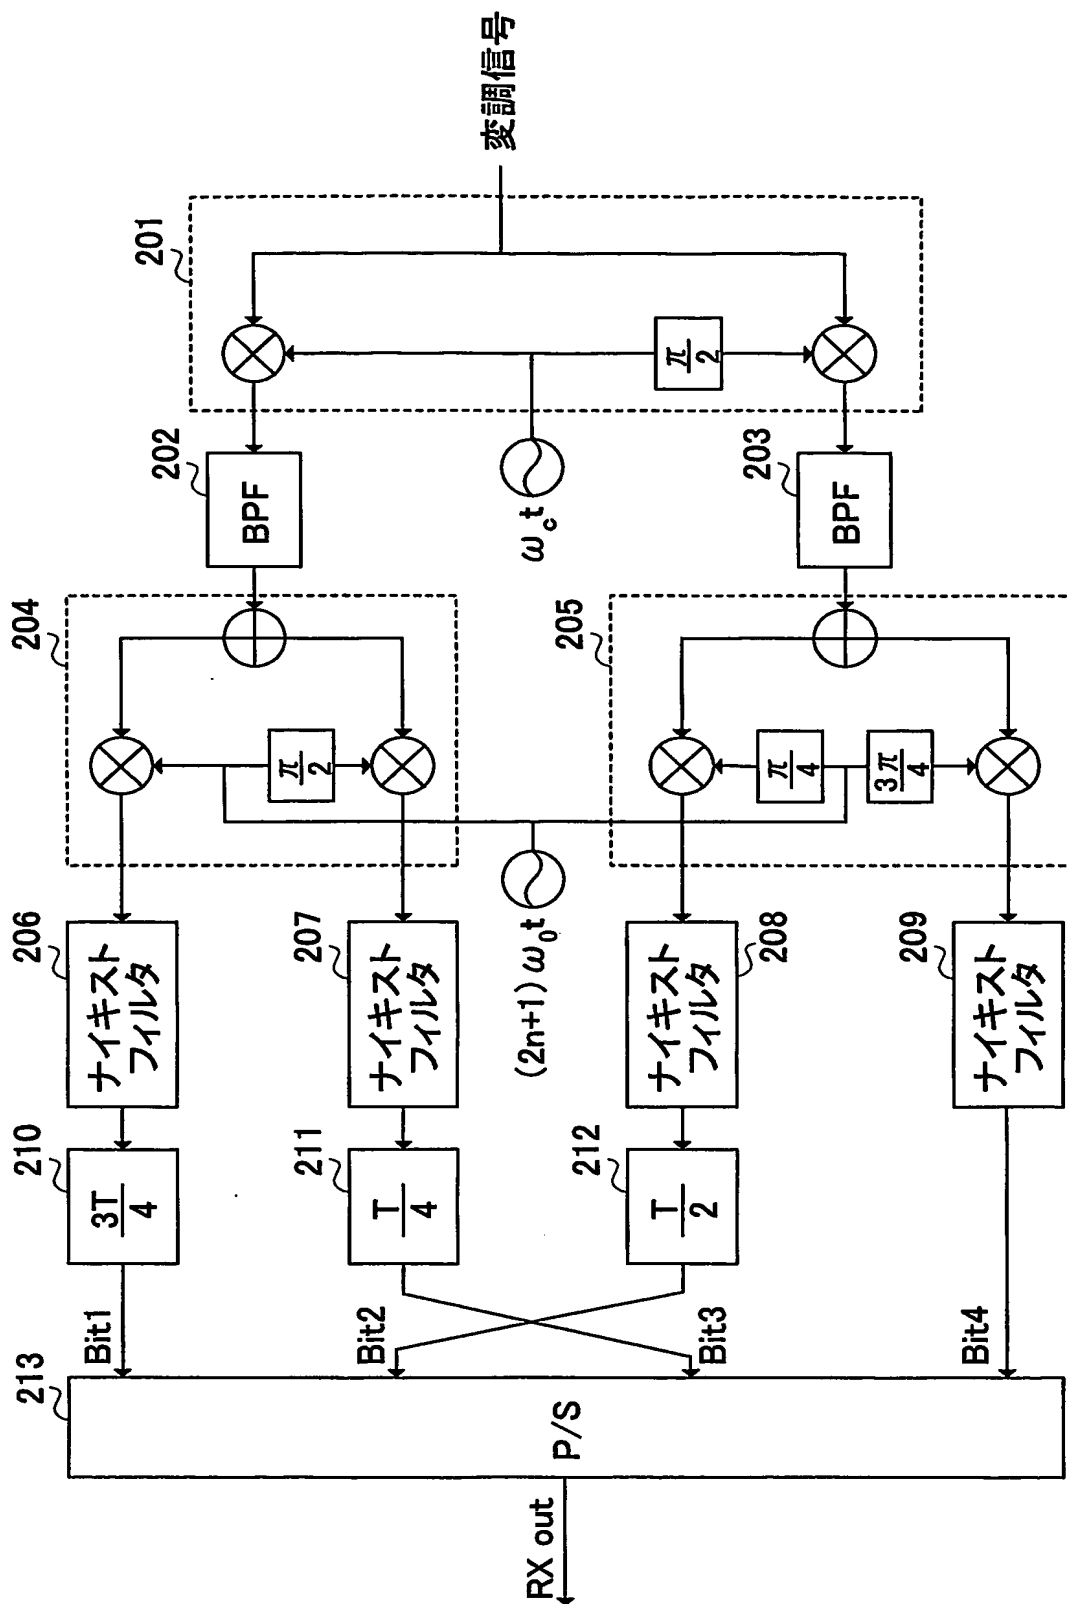 変調信号
201
π/2
202
BPF
ωct
203
BPF
204
π/2
205
π/4
3π/4
(2n+1)ω0t
206
ナイキスト
フィルタ
207
ナイキスト
フィルタ
208
ナイキスト
フィルタ
209
ナイキスト
フィルタ
210
3T/4
211
T/4
212
T/2
Bit1
Bit2
Bit3
Bit4
213
P/S
RX out